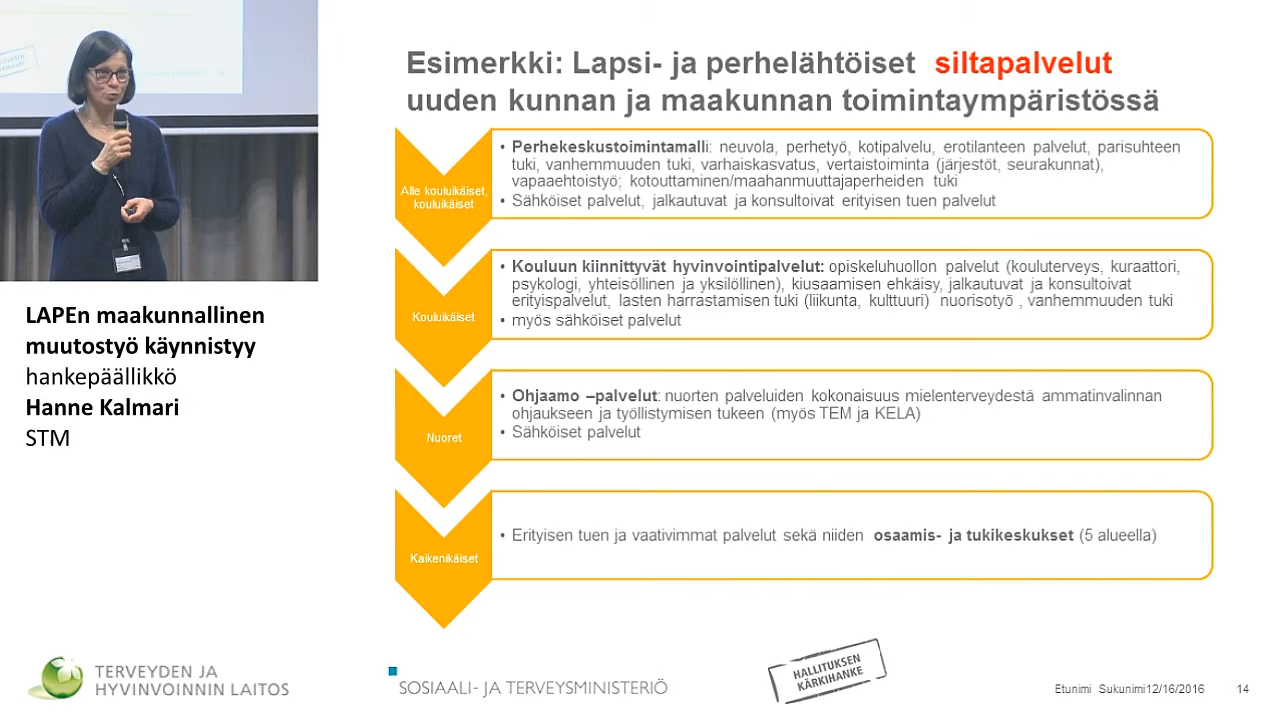 Esimerkki: Lapsi- ja perhelähtöiset siltapalvelut
uuden kunnan ja maakunnan toimintaympäristössä
Alle kouluikäiset,
kouluikäiset
• Perhekeskustoimintamalli: neuvola, perhetyö, kotipalvelu, erotilanteen palvelut, parisuhteen
tuki, vanhemmuuden tuki, varhaiskasvatus, vertaistoiminta (järjestöt, seurakunnat),
vapaaehtoistyö; kotouttaminen/maahanmuuttajaperheiden tuki
• Sähköiset palvelut, jalkautuvat ja konsultoivat erityisen tuen palvelut
Kouluikäiset
• Kouluun kiinnittyvät hyvinvointipalvelut: opiskeluhuollon palvelut (kouluterveys, kuraattori,
psykologi, yhteisöllinen ja yksilöllinen), kiusaamisen ehkäisy, jalkautuvat ja konsultoivat
erityispalvelut, lasten harrastamisen tuki (liikunta, kulttuuri) nuorisotyö , vanhemmuuden tuki
• myös sähköiset palvelut
Nuoret
• Ohjaamo –palvelut: nuorten palveluiden kokonaisuus mielenterveydestä ammatinvalinnan
ohjaukseen ja työllistymisen tukeen (myös TEM ja KELA)
• Sähköiset palvelut
Kaikenikäiset
• Erityisen tuen ja vaativimmat palvelut sekä niiden osaamis- ja tukikeskukset (5 alueella)
LAPEn maakunnallinen
muutostyö käynnistyy
hankepäällikkö
Hanne Kalmari
STM
TERVEYDEN JA
HYVINVOINNIN LAITOS
SOSIAALI- JA TERVEYSMINISTERIÖ
HALLITUKSEN
KÄRKIHANKE
Etunimi Sukunimi12/16/2016 14